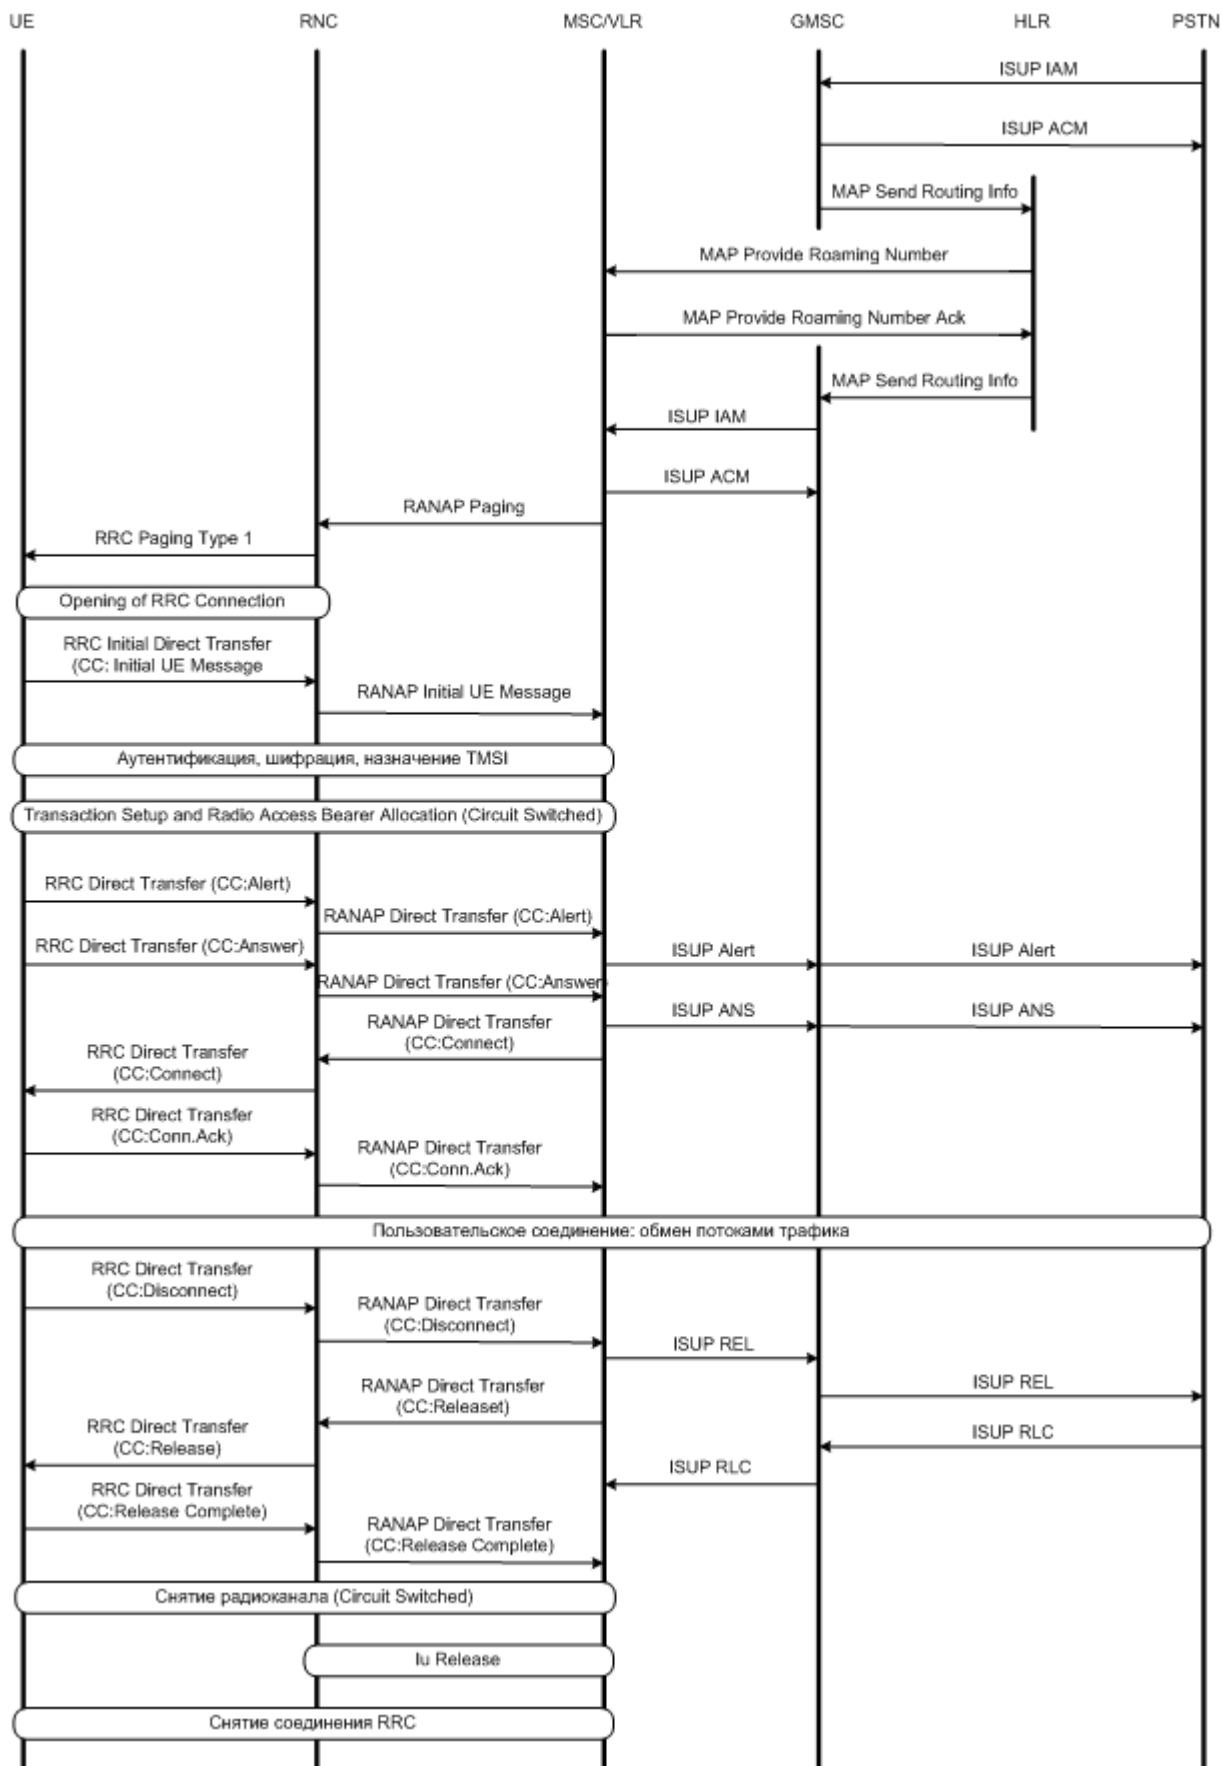 UE RNC MSC/VLR GMSC HLR PSTN
ISUP IAM
ISUP ACM
MAP Send Routing Info
MAP Provide Roaming Number
MAP Provide Roaming Number Ack
MAP Send Routing Info
ISUP IAM
ISUP ACM
RANAP Paging
RRC Paging Type 1
Opening of RRC Connection
RRC Initial Direct Transfer
(CC: Initial UE Message
RANAP Initial UE Message
Аутентификация, шифрация, назначение TMSI
Transaction Setup and Radio Access Bearer Allocation (Circuit Switched)
RRC Direct Transfer (CC:Alert)
RANAP Direct Transfer (CC:Alert)
RRC Direct Transfer (CC:Answer)
ISUP Alert
ISUP Alert
RANAP Direct Transfer (CC:Answer)
ISUP ANS
ISUP ANS
RANAP Direct Transfer
(CC:Connect)
RRC Direct Transfer
(CC:Connect)
RRC Direct Transfer
(CC:Conn.Ack)
RANAP Direct Transfer
(CC:Conn.Ack)
Пользовательское соединение: обмен потоками трафика
RRC Direct Transfer
(CC:Disconnect)
RANAP Direct Transfer
(CC:Disconnect)
ISUP REL
ISUP REL
RANAP Direct Transfer
(CC:Releaset)
RRC Direct Transfer
(CC:Release)
ISUP RLC
ISUP RLC
RRC Direct Transfer
(CC:Release Complete)
RANAP Direct Transfer
(CC:Release Complete)
Снятие радиоканала (Circuit Switched)
Iu Release
Снятие соединения RRC